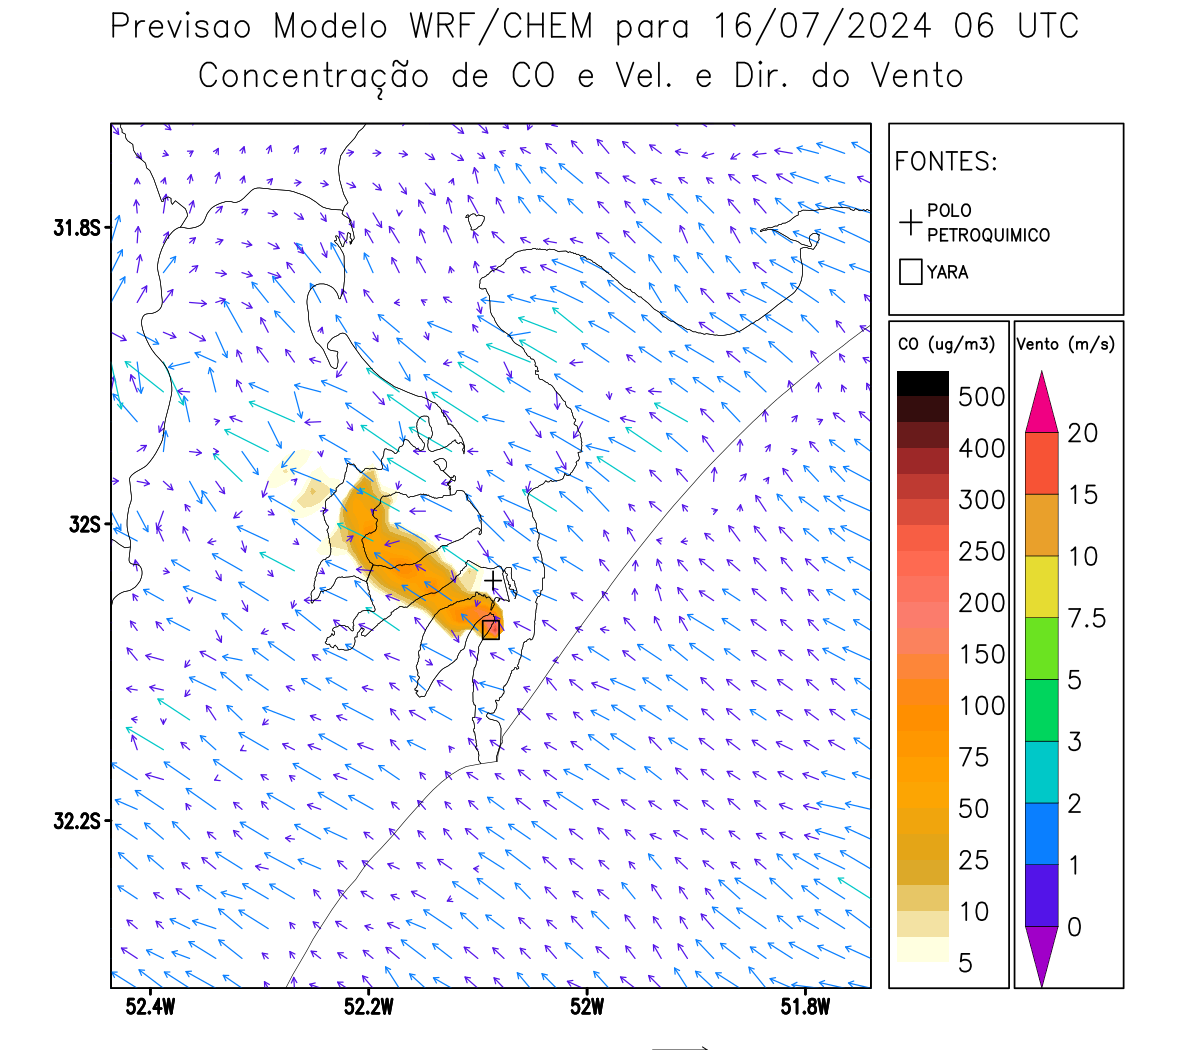 Previsao Modelo WRF/CHEM para 16/07/2024 06 UTC
Concentração de CO e Vel. e Dir. do Vento
FONTES:
POLO
PETROQUIMICO
YARA
CO (ug/m3)
500
400
300
250
200
150
100
75
50
25
10
5
Vento (m/s)
20
15
10
7.5
5
3
2
1
0
31.8S
32S
32.2S
52.4W
52.2W
52W
51.8W